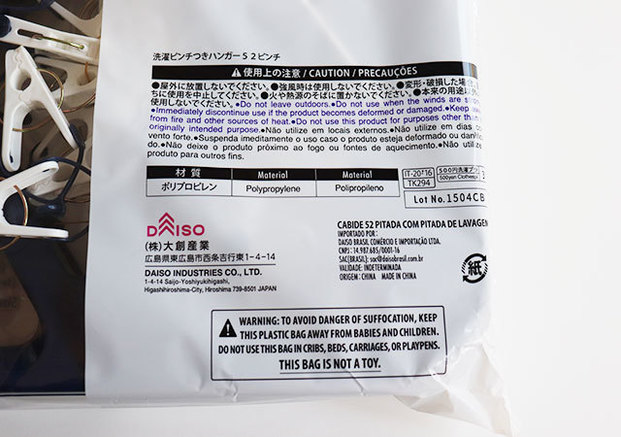 洗濯ピンチつきハンガーS２ピンチ
使用上の注意 / CAUTION / PRECAUÇÕES
●屋外に放置しないでください。●強風時は使用しないでください。●変形・破損した場合
ちに使用を中止してください。●火や熱源のそばに置かないでください。●本来の用途以
使用しないでください。●Do not leave outdoors.●Do not use when the winds are
●Immediately discontinue use if the product becomes deformed or damaged.●Keep
from fire and other sources of heat.●Do not use this product for purposes other than
originally intended purpose.●Não utilize em locais externos.●Não utilize em dias
vento forte.●Suspenda imeditamente o uso caso o produto esteja deformado ou
do.●Não deixe o produto próximo ao fogo ou fontes de aquecimento.●Não
produto para outros fins.
材質 Material Material
ポリプロピレン Polypropylene Polipropileno
IT-20-16
TK294
Lot No.1504CB
DAISO
(株)大創産業
広島県東広島市西条吉行東1-4-14
DAISO INDUSTRIES CO., LTD.
1-4-14 Saijo-Yoshiyukihigashi,
Higashihiroshima-City, Hiroshima 739-8501 JAPAN
CABIDE 52 PITADA COM PITADA DE LAVAGEM
IMPORTADO POR:
DAISO BRASIL COMÉRCIO E IMPORTAÇÃO LTDA.
CNPJ: 14.987.685/0001-16
SAC(BRASIL): sac@daisobrasil.com.br
VALIDADE: INDETERMINADA
ORIGEM: CHINA MADE IN CHINA
紙
WARNING: TO AVOID DANGER OF SUFFOCATION, KEEP
THIS PLASTIC BAG AWAY FROM BABIES AND CHILDREN.
DO NOT USE THIS BAG IN CRIBS, BEDS, CARRIAGES, OR PLAYPENS.
THIS BAG IS NOT A TOY.